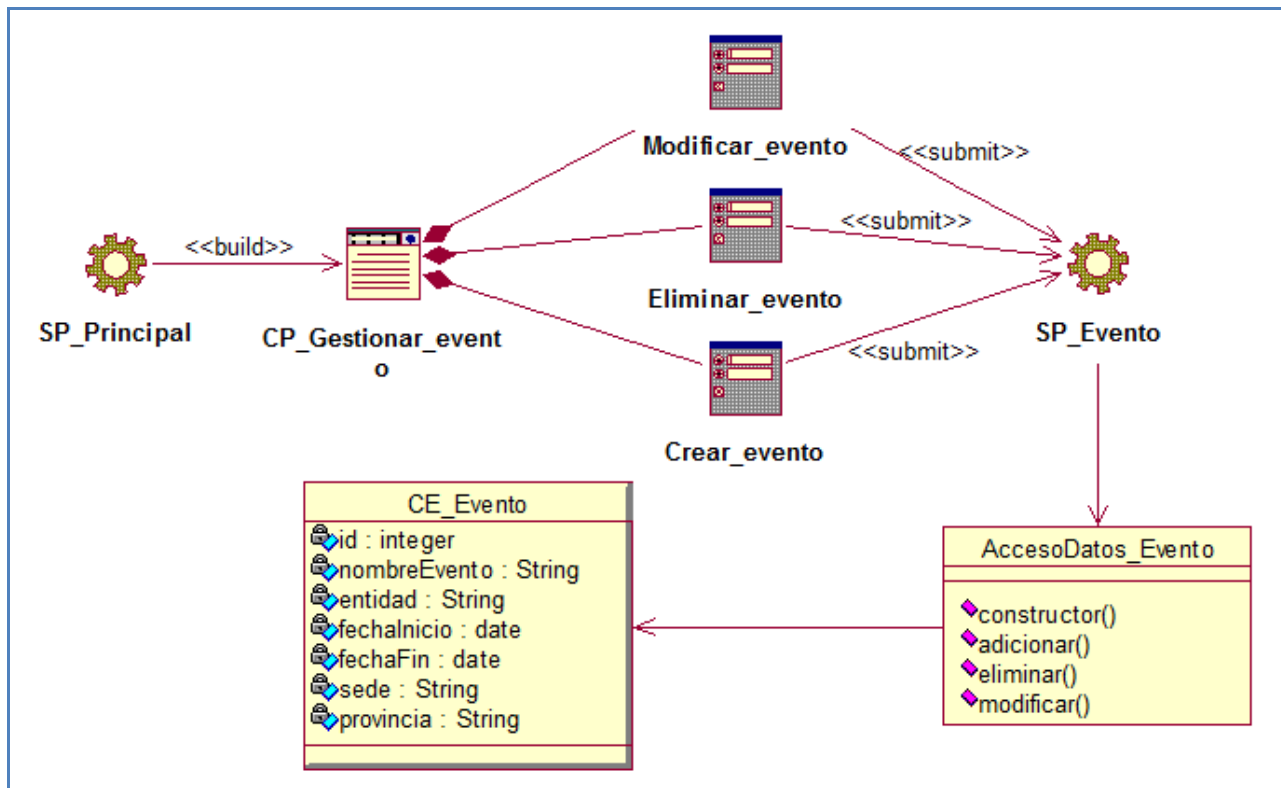 Modificar_evento
<<submit>>
<<build>>
<<submit>>
SP_Principal
CP_Gestionar_event
o
Eliminar_evento
SP_Evento
<<submit>>
Crear_evento
CE_Evento
id : integer
nombreEvento : String
entidad : String
fechaInicio : date
fechaFin : date
sede : String
provincia : String
AccesoDatos_Evento
constructor()
adicionar()
eliminar()
modificar()